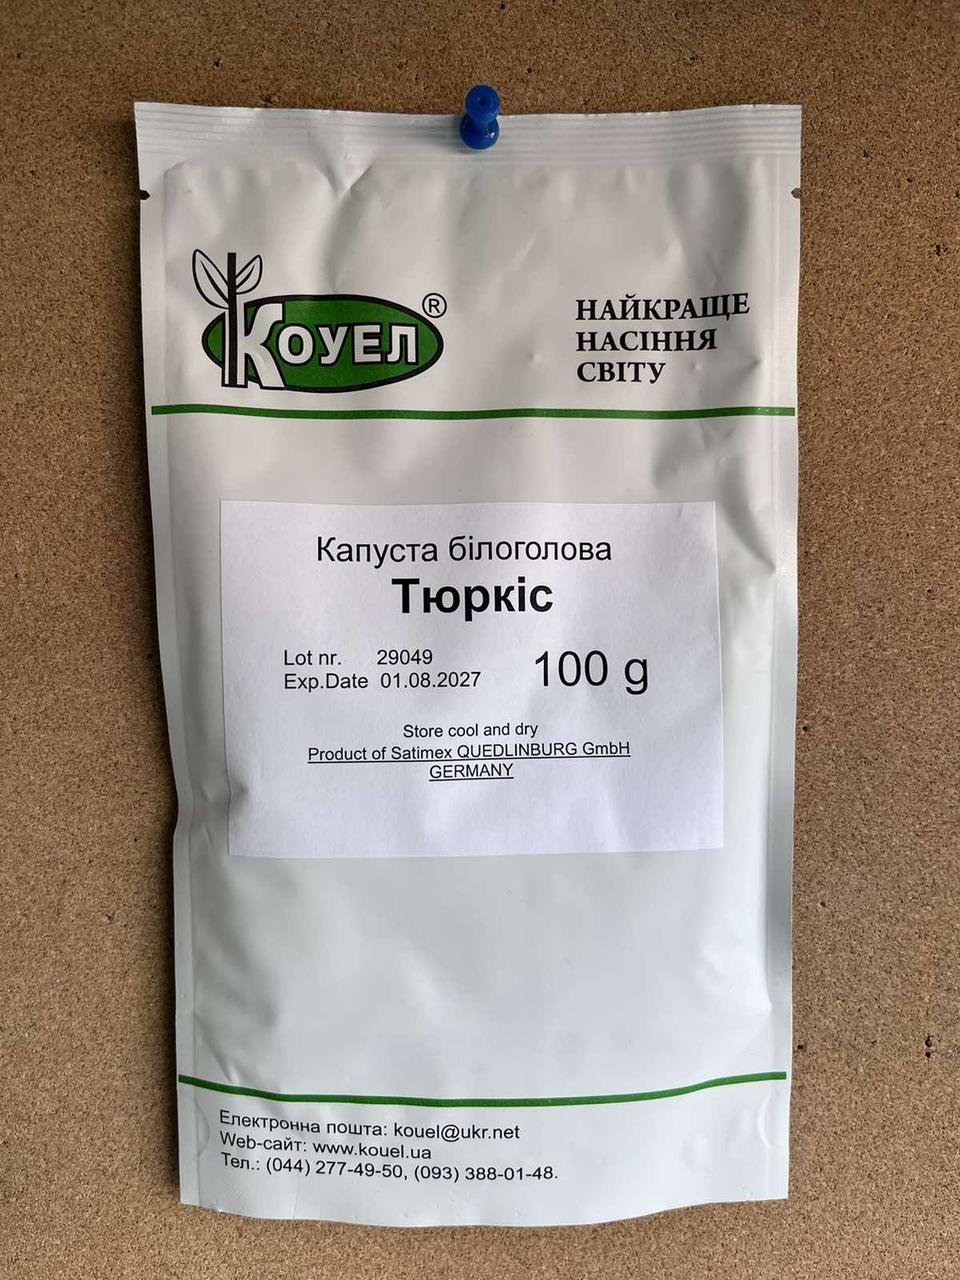 КОУЕЛ®
НАЙКРАЩЕ
НАСІННЯ
СВІТУ
Капуста білоголова
Тюркіс
Lot nr. 29049
Exp.Date 01.08.2027
100 g
Store cool and dry
Product of Satimex QUEDLINBURG GmbH
GERMANY
Електронна пошта: kouel@ukr.net
Web-сайт: www.kouel.ua
Тел.: (044) 277-49-50, (093) 388-01-48.